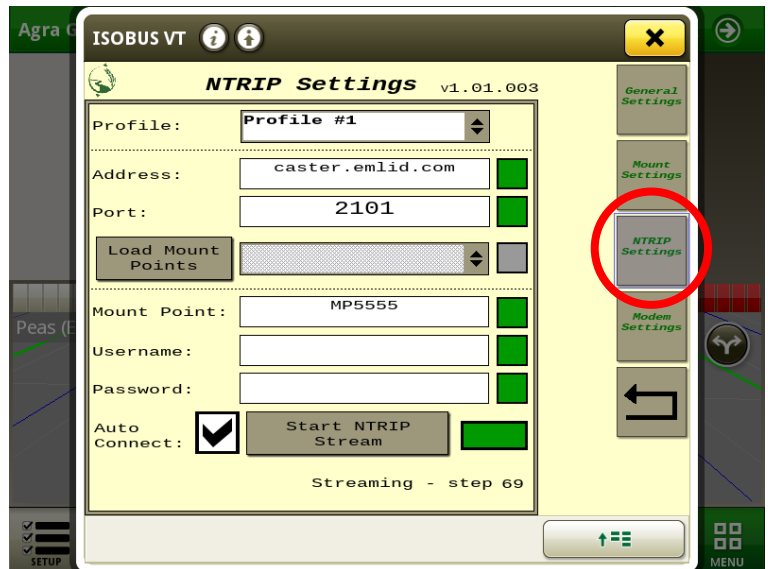 Agra G
ISOBUS VT
NTRIP Settings v1.01.003
General
Settings
Profile: Profile #1
Address: caster.emlid.com
Mount
Settings
Port: 2101
NTRIP
Settings
Load Mount
Points
Mount Point: MP5555
Modem
Settings
Peas (E
Username:
Password:
Auto
Connect:
Start NTRIP
Stream
Streaming - step 69
SETUP
MENU